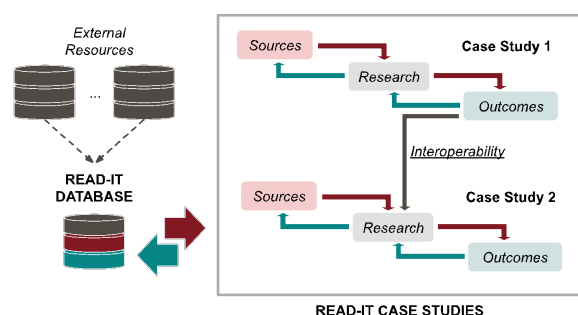 External
Resources
...
READ-IT
DATABASE
Sources
Case Study 1
Research
Outcomes
Interoperability
Sources
Case Study 2
Research
Outcomes
READ-IT CASE STUDIES